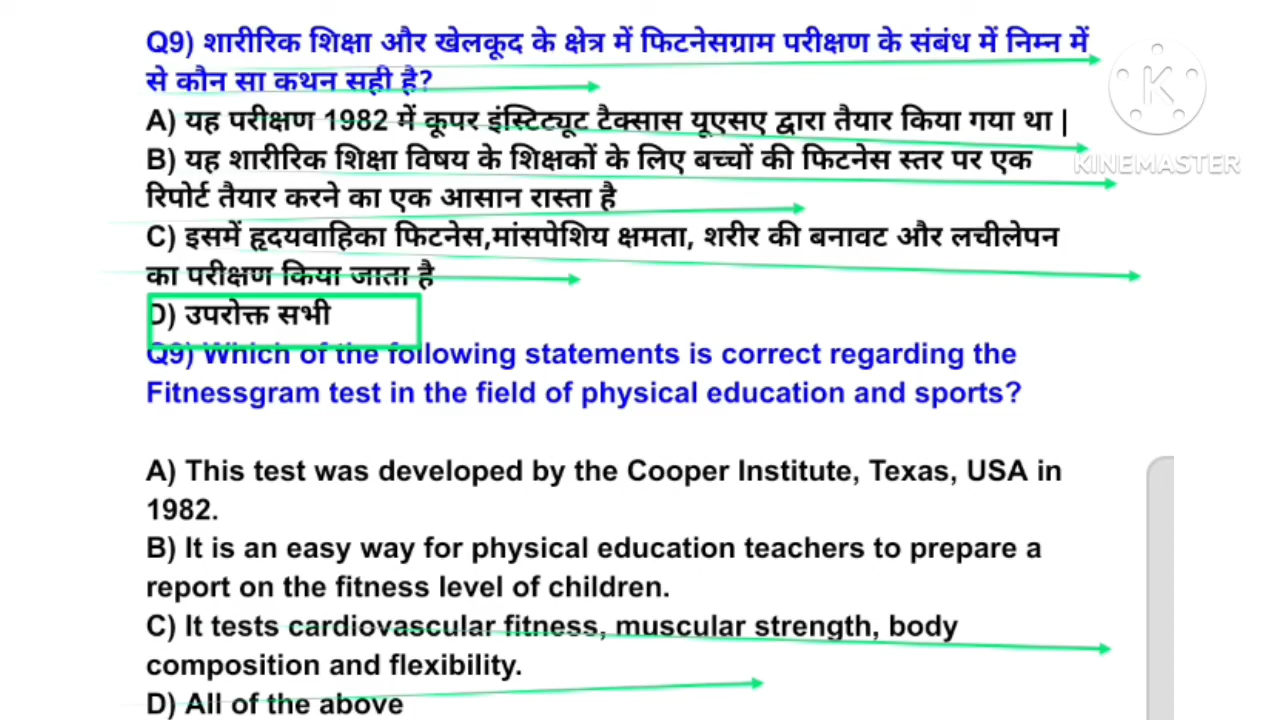 Q9) शारीरिक शिक्षा और खेलकूद के क्षेत्र में फिटनेसग्राम परीक्षण के संबंध में निम्न में
से कौन सा कथन सही है?
A) यह परीक्षण 1982 में कूपर इंस्टिट्यूट टैक्सास यूएसए द्वारा तैयार किया गया था |
B) यह शारीरिक शिक्षा विषय के शिक्षकों के लिए बच्चों की फिटनेस स्तर पर एक
रिपोर्ट तैयार करने का एक आसान रास्ता है
C) इसमें हृदयवाहिका फिटनेस,मांसपेशिय क्षमता, शरीर की बनावट और लचीलेपन
का परीक्षण किया जाता है
D) उपरोक्त सभी
Q9) Which of the following statements is correct regarding the
Fitnessgram test in the field of physical education and sports?
A) This test was developed by the Cooper Institute, Texas, USA in
1982.
B) It is an easy way for physical education teachers to prepare a
report on the fitness level of children.
C) It tests cardiovascular fitness, muscular strength, body
composition and flexibility.
D) All of the above
K
KINEMASTER